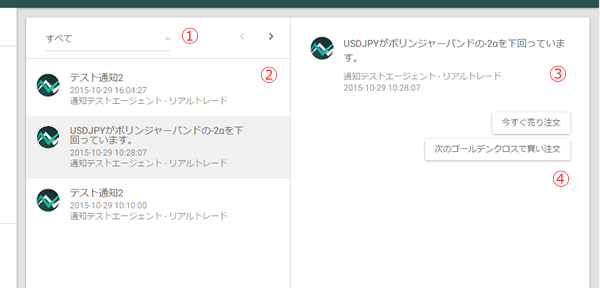 すべて
①
②
テスト通知2
2015-10-29 16:04:27
通知テストエージェント - リアルトレード
USDJPYがボリンジャーバンドの-2αを下
回っています。
2015-10-29 10:28:07
通知テストエージェント - リアルトレード
テスト通知2
2015-10-29 10:10:00
通知テストエージェント - リアルトレード
USDJPYがボリンジャーバンドの-2αを下回っていま
す。
③
通知テストエージェント - リアルトレード
2015-10-29 10:28:07
今すぐ売り注文
次のゴールデンクロスで買い注文
④